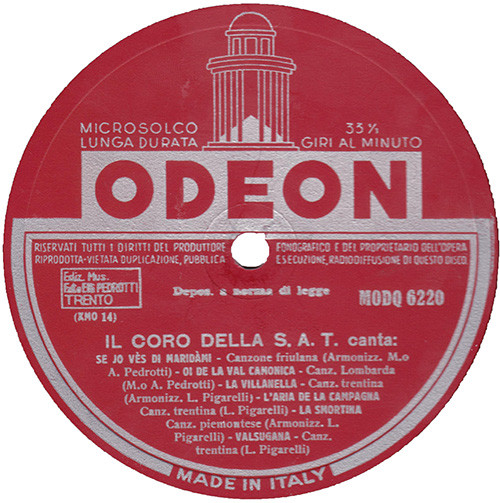 MICROSOLCO 33⅓
LUNGA DURATA GIRI AL MINUTO
ODEON
RISERVATI TUTTI I DIRITTI DEL PRODUTTORE FONOGRAFICO E DEL PROPRIETARIO DELL'OPERA
RIPRODOTTA-VIETATA DUPLICAZIONE, PUBBLICA ESECUZIONE, RADIODIFFUSIONE DI QUESTO DISCO.
Ediz. Mus.
PEDROTTI
TRENTO
(KMO 14)
Depos. a norma di legge
MODQ 6220
IL CORO DELLA S. A. T. canta:
SE JO VÈS DI MARIDÀMI - Canzone friulana (Armonizz. M.o
A. Pedrotti) - OI DE LA VAL CAMONICA - Canz. Lombarda
(M.o A. Pedrotti) - LA VILLANELLA - Canz. trentina
(Armonizz. L. Pigarelli) - L'ARIA DE LA CAMPAGNA
Canz. trentina (L. Pigarelli) - LA SMORTINA
Canz. piemontese (Armonizz. L.
Pigarelli) - VALSUGANA - Canz.
trentina (L. Pigarelli)
MADE IN ITALY